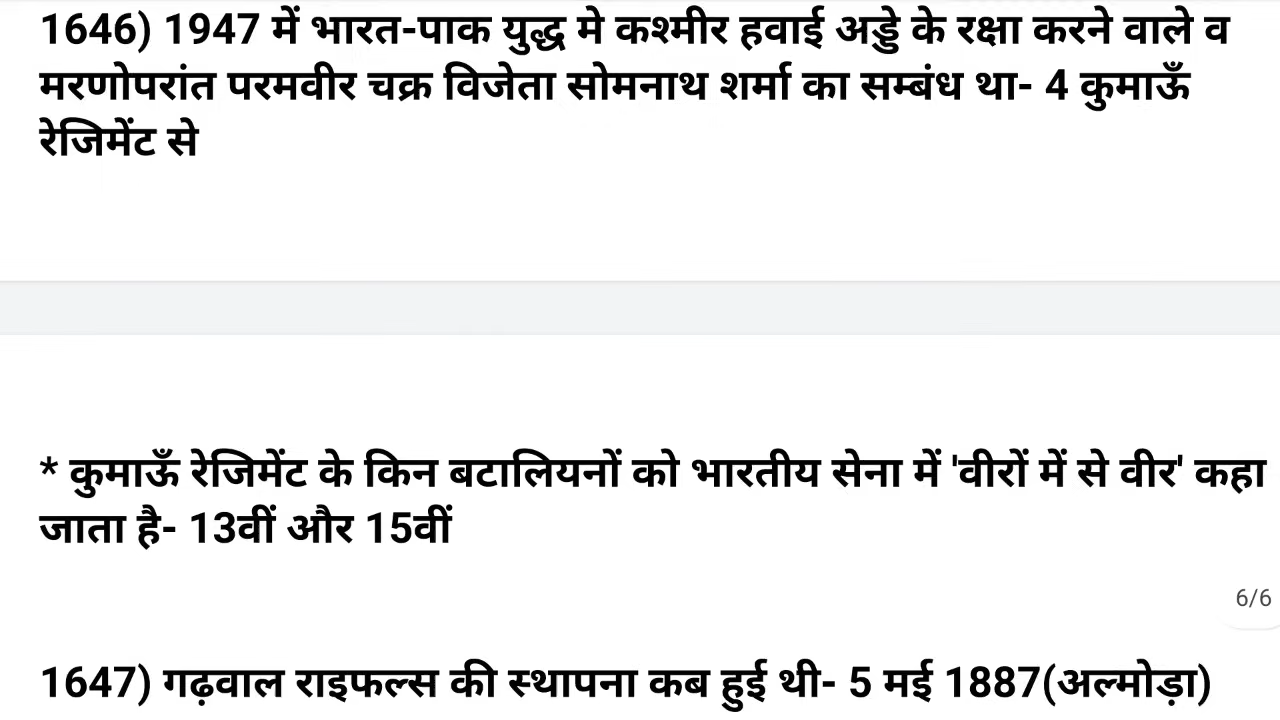 1646) 1947 में भारत-पाक युद्ध मे कश्मीर हवाई अड्डे के रक्षा करने वाले व
मरणोपरांत परमवीर चक्र विजेता सोमनाथ शर्मा का सम्बंध था- 4 कुमाऊँ
रेजिमेंट से
* कुमाऊँ रेजिमेंट के किन बटालियनों को भारतीय सेना में 'वीरों में से वीर' कहा
जाता है- 13वीं और 15वीं
6/6
1647) गढ़वाल राइफल्स की स्थापना कब हुई थी- 5 मई 1887(अल्मोड़ा)